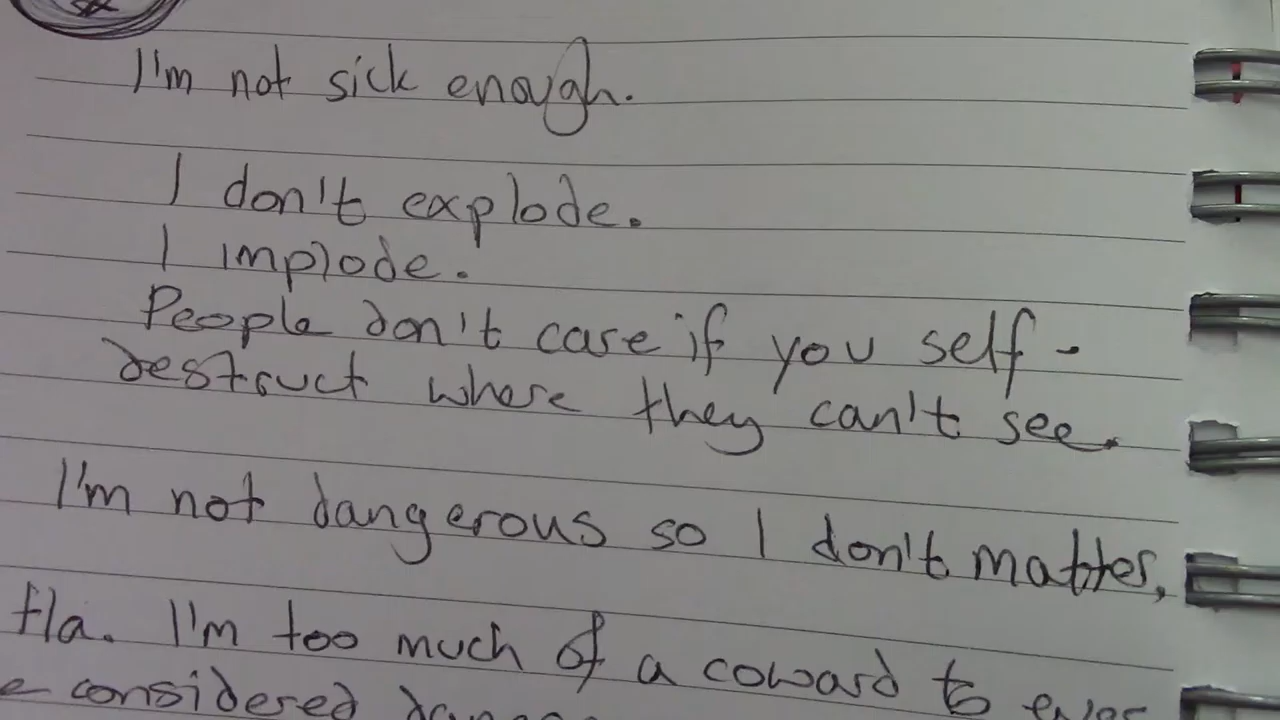 I'm not sick enough.
I don't explode.
I implode.
People don't care if you self-
destruct where they can't see.
I'm not dangerous so I don't matter,
Ha. I'm too much of a coward to ever
considered